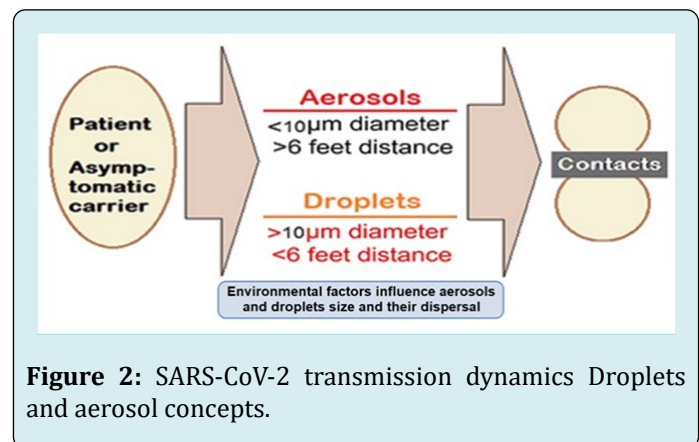 Patient
or
Asymp-
tomatic
carrier
Aerosols
<10μm diameter
>6 feet distance
Droplets
>10μm diameter
<6 feet distance
Environmental factors influence aerosols
and droplets size and their dispersal
Contacts
Figure 2: SARS-CoV-2 transmission dynamics Droplets
and aerosol concepts.